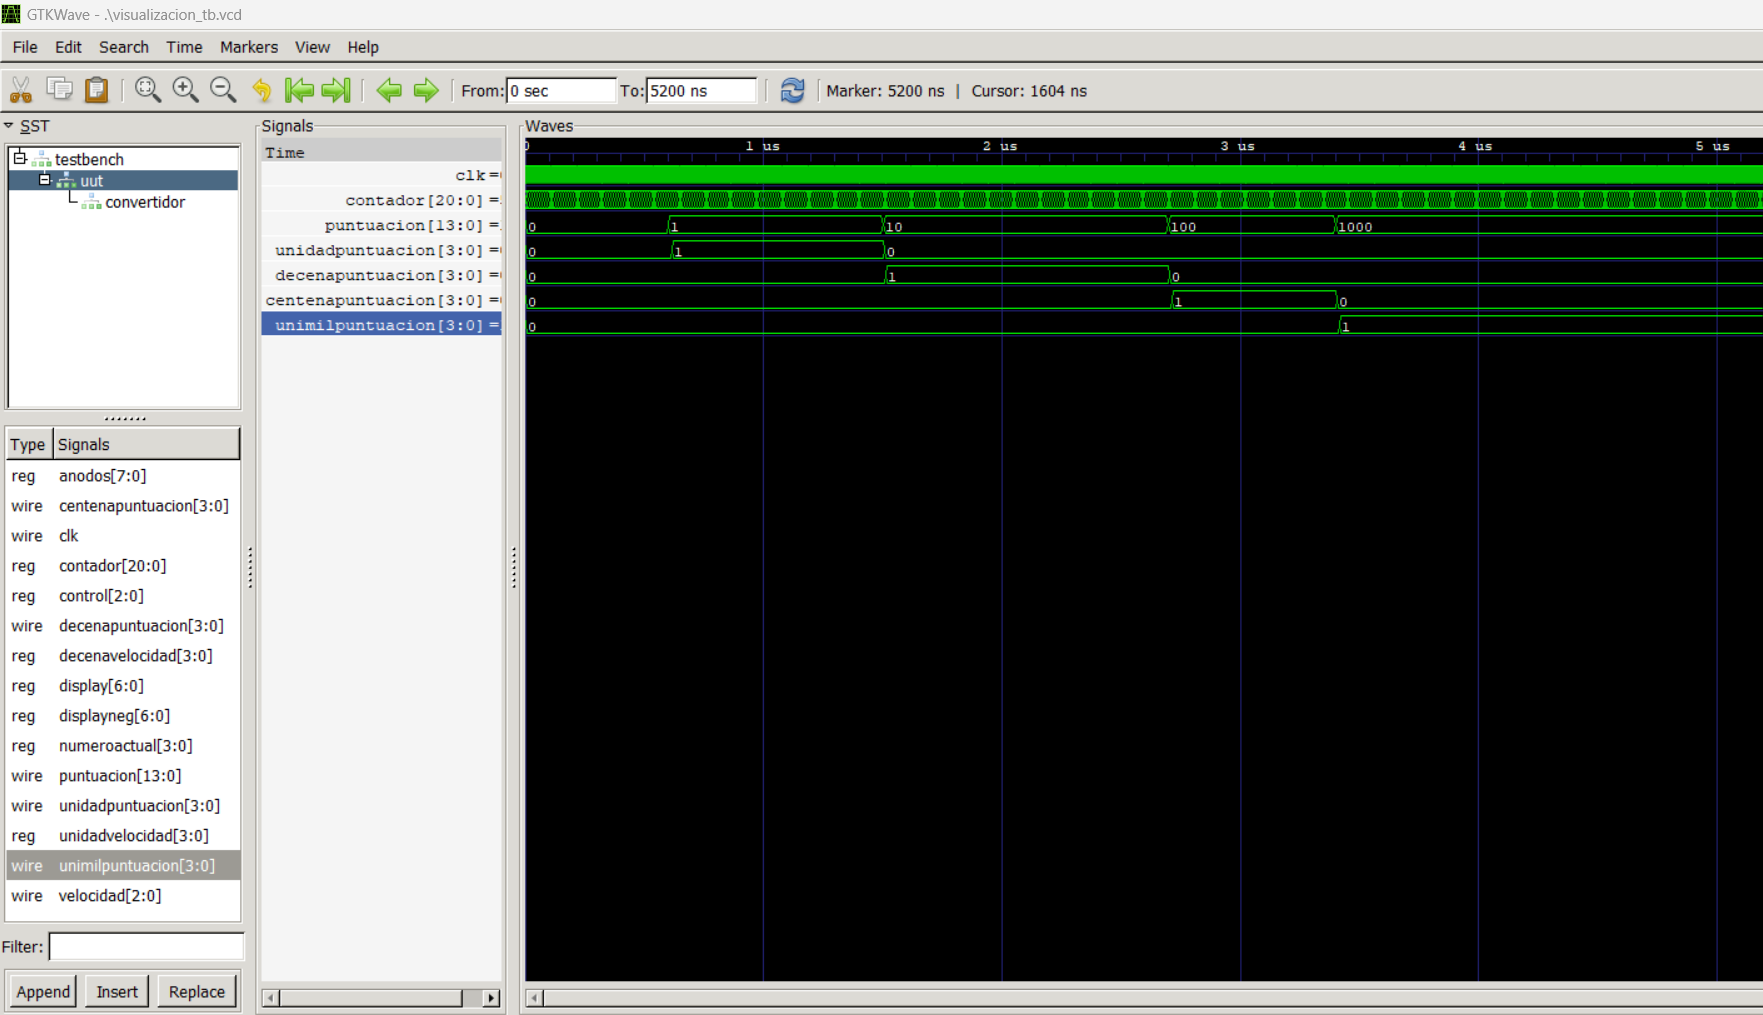 GTKWave - .\visualizacion_tb.vcd
File Edit Search Time Markers View Help
From: 0 sec To: 5200 ns Marker: 5200 ns | Cursor: 1604 ns
SST
testbench
uut
convertidor
Type Signals
reg anodos[7:0]
wire centenapuntuacion[3:0]
wire clk
reg contador[20:0]
reg control[2:0]
wire decenapuntuacion[3:0]
reg decenavelocidad[3:0]
reg display[6:0]
reg displayneg[6:0]
reg numeroactual[3:0]
wire puntuacion[13:0]
wire unidadpuntuacion[3:0]
reg unidadvelocidad[3:0]
wire unimilpuntuacion[3:0]
wire velocidad[2:0]
Filter:
Append Insert Replace
Signals
Time
clk =
contador[20:0] =
puntuacion[13:0] =
unidadpuntuacion[3:0] =
decenapuntuacion[3:0] =
centenapuntuacion[3:0] =
unimilpuntuacion[3:0] =
Waves
0 1 us 2 us 3 us 4 us 5 us
0 1 10 100 1000
0 1 0
0 1 0
0 1 0
0 1